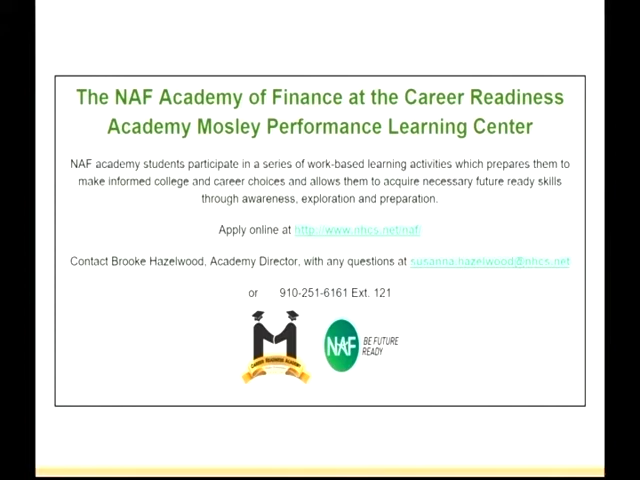 The NAF Academy of Finance at the Career Readiness
Academy Mosley Performance Learning Center
NAF academy students participate in a series of work-based learning activities which prepares them to
make informed college and career choices and allows them to acquire necessary future ready skills
through awareness, exploration and preparation.
Apply online at http://www.nhcs.net/naf/
Contact Brooke Hazelwood, Academy Director, with any questions at susanna.hazelwood@nhcs.net
or 910-251-6161 Ext. 121
CAREER READINESS ACADEMY
NAF
BE FUTURE
READY